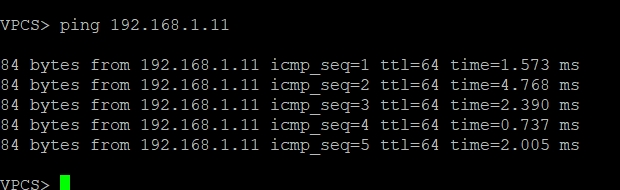 VPCS> ping 192.168.1.11
84 bytes from 192.168.1.11 icmp_seq=1 ttl=64 time=1.573 ms
84 bytes from 192.168.1.11 icmp_seq=2 ttl=64 time=4.768 ms
84 bytes from 192.168.1.11 icmp_seq=3 ttl=64 time=2.390 ms
84 bytes from 192.168.1.11 icmp_seq=4 ttl=64 time=0.737 ms
84 bytes from 192.168.1.11 icmp_seq=5 ttl=64 time=2.005 ms
VPCS>